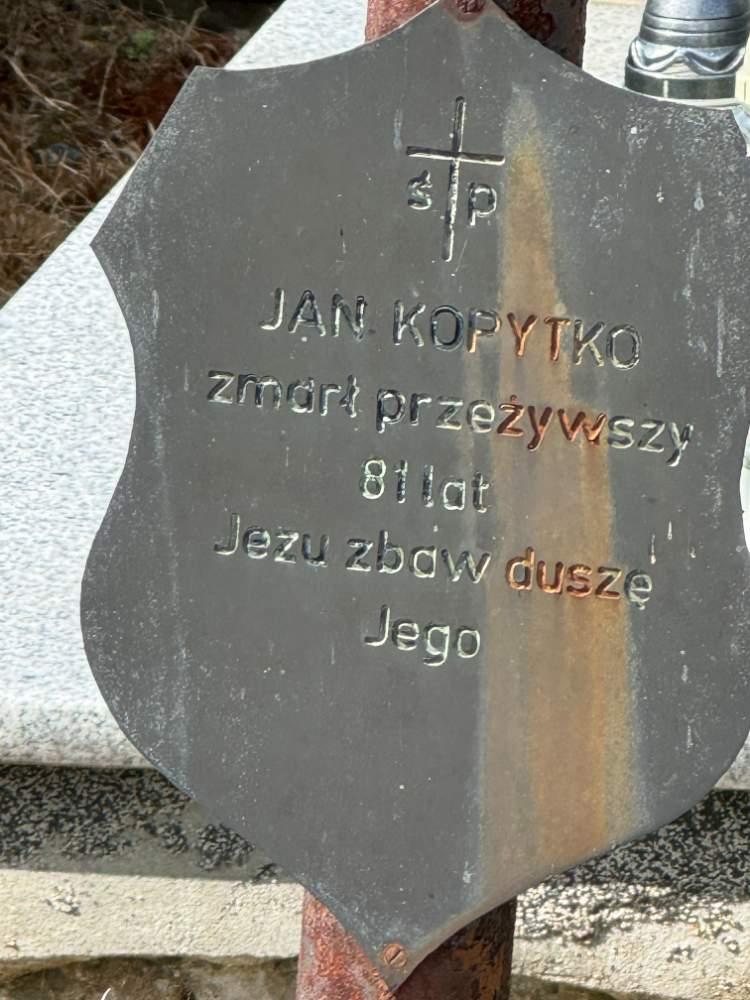 ś p
JAN KOPYTKO
zmarł przeżywszy
81 lat
Jezu zbaw duszę
Jego